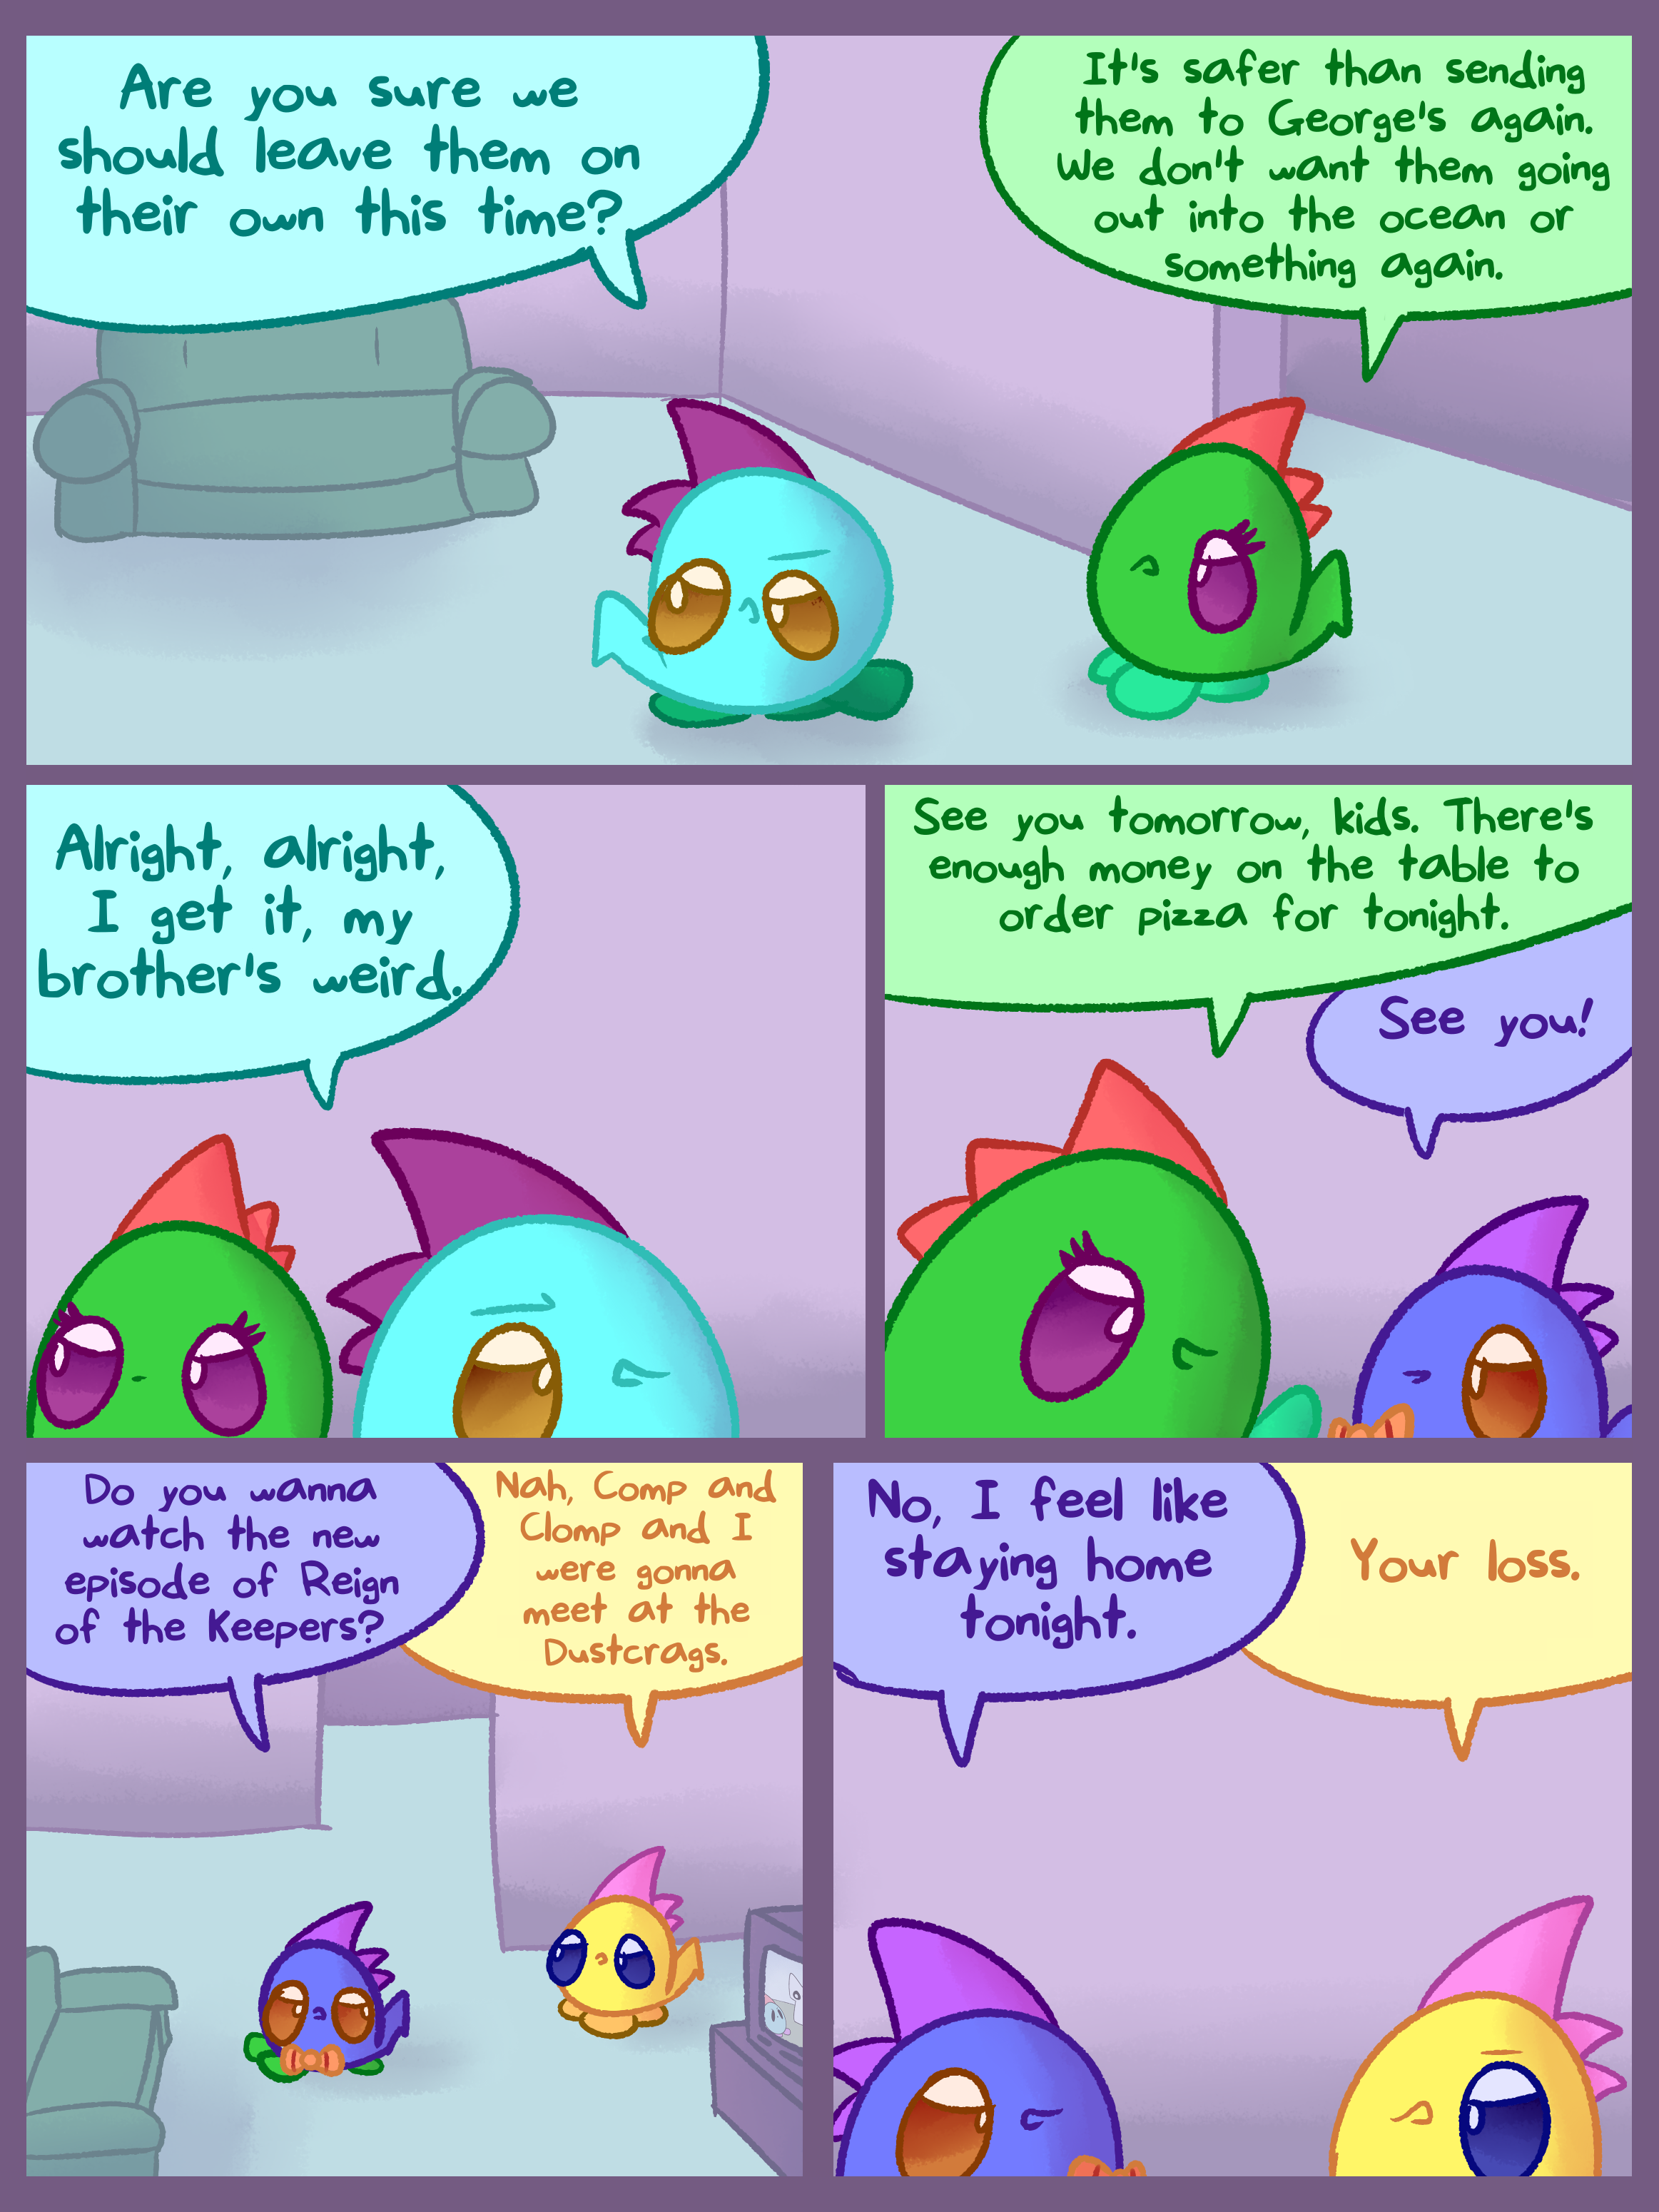 Are you sure we
should leave them on
their own this time?
It's safer than sending
them to George's again.
We don't want them going
out into the ocean or
something again.
Alright, alright,
I get it, my
brother's weird.
See you tomorrow, kids. There's
enough money on the table to
order pizza for tonight.
See you!
Do you wanna
watch the new
episode of Reign
of the Keepers?
Nah, Comp and
Clomp and I
were gonna
meet at the
Dustcrags.
No, I feel like
staying home
tonight.
Your loss.